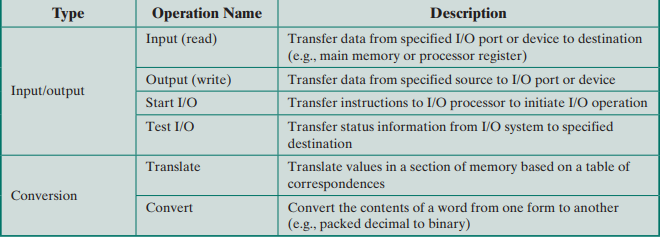 Type Operation Name Description
Input/output
Input (read) Transfer data from specified I/O port or device to destination
(e.g., main memory or processor register)
Output (write) Transfer data from specified source to I/O port or device
Start I/O Transfer instructions to I/O processor to initiate I/O operation
Test I/O Transfer status information from I/O system to specified
destination
Conversion
Translate Translate values in a section of memory based on a table of
correspondences
Convert Convert the contents of a word from one form to another
(e.g., packed decimal to binary)